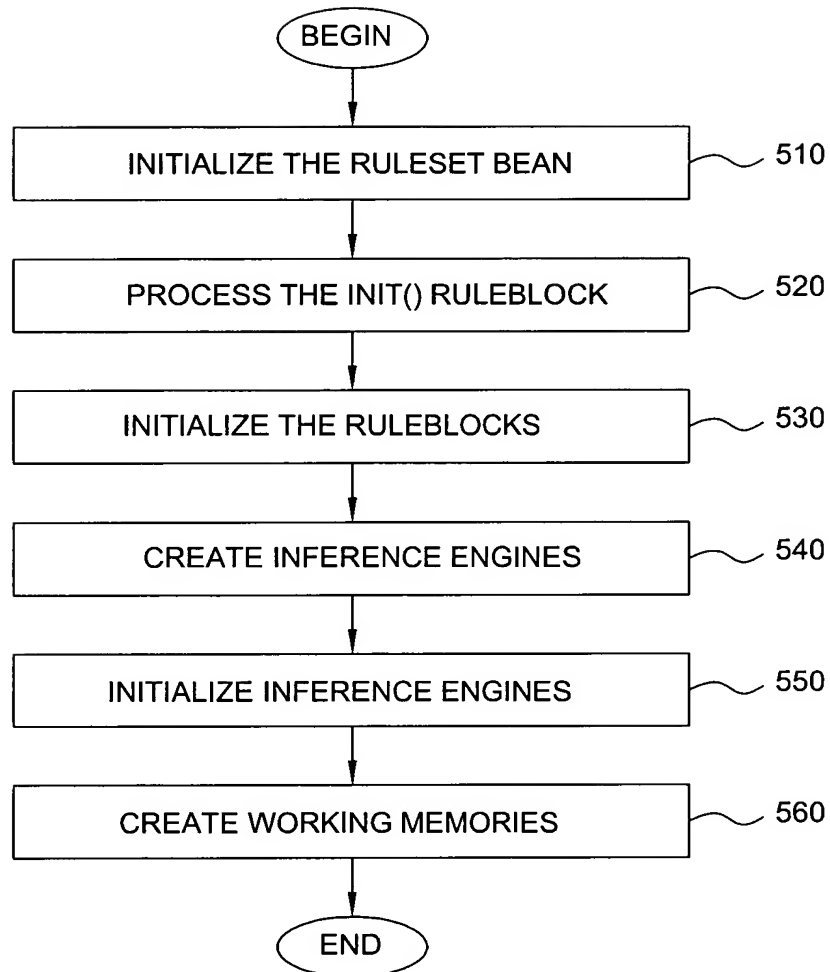 BEGIN
INITIALIZE THE RULESET BEAN 510
PROCESS THE INIT() RULEBLOCK 520
INITIALIZE THE RULEBLOCKS 530
CREATE INFERENCE ENGINES 540
INITIALIZE INFERENCE ENGINES 550
CREATE WORKING MEMORIES 560
END